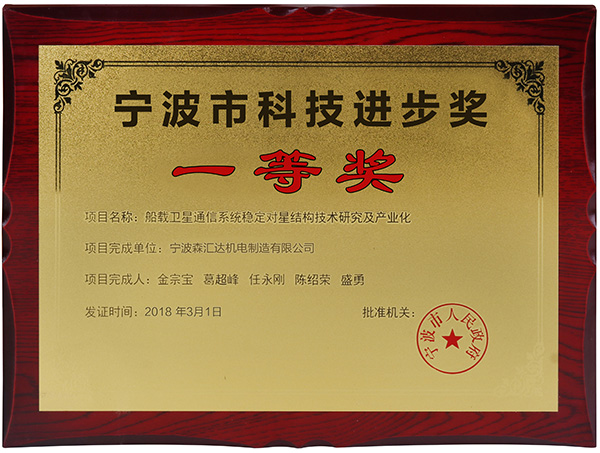 宁波市科技进步奖
一等奖
项目名称：船载卫星通信系统稳定对星结构技术研究及产业化
项目完成单位：宁波森汇达机电制造有限公司
项目完成人：金宗宝 葛超峰 任永刚 陈绍荣 盛勇
发证时间：2018 年3月1日 批准机关：
宁波市人民政府